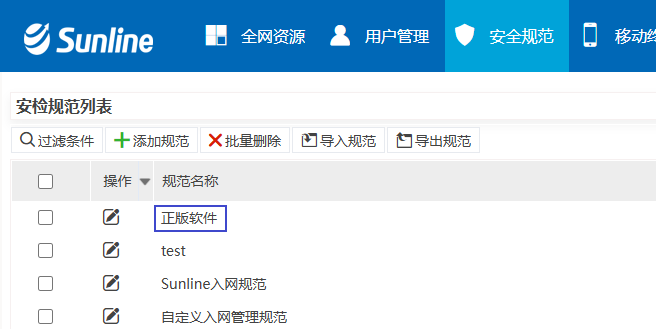 Sunline 全网资源 用户管理 安全规范 移动终
安检规范列表
过滤条件 添加规范 批量删除 导入规范 导出规范
操作 规范名称
正版软件
test
Sunline入网规范
自定义入网管理规范